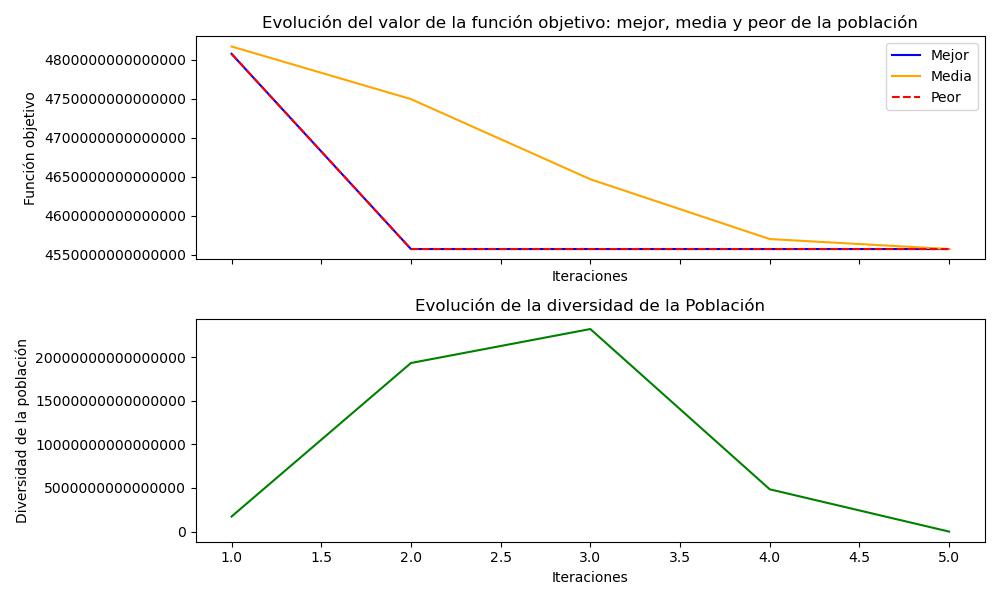 Evolución del valor de la función objetivo: mejor, media y peor de la población
Función objetivo
4800000000000000
4750000000000000
4700000000000000
4650000000000000
4600000000000000
4550000000000000
Mejor
Media
Peor
Iteraciones
Evolución de la diversidad de la Población
Diversidad de la población
20000000000000000
15000000000000000
10000000000000000
5000000000000000
0
1.0 1.5 2.0 2.5 3.0 3.5 4.0 4.5 5.0
Iteraciones